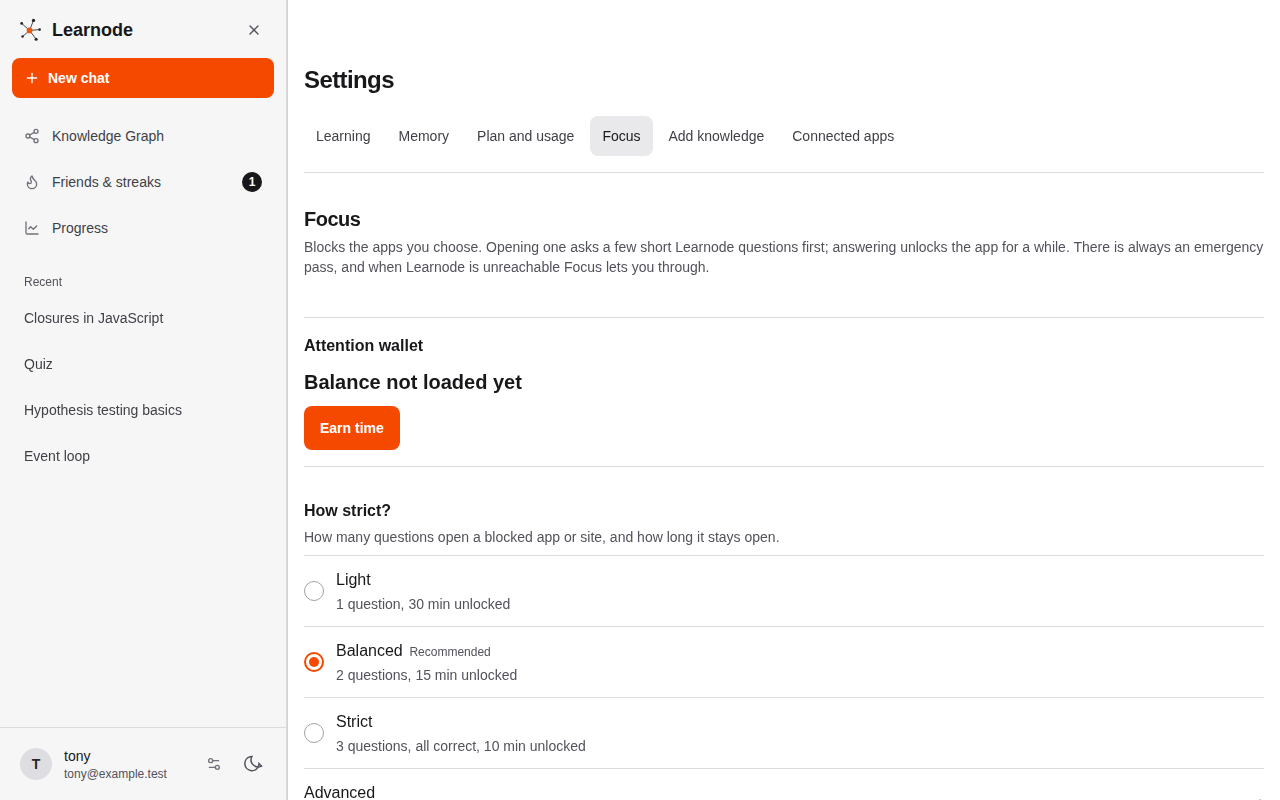 Learnode
New chat
Knowledge Graph
Friends & streaks
1
Progress
Recent
Closures in JavaScript
Quiz
Hypothesis testing basics
Event loop
T
tony
tony@example.test
Settings
Learning
Memory
Plan and usage
Focus
Add knowledge
Connected apps
Focus
Blocks the apps you choose. Opening one asks a few short Learnode questions first; answering unlocks the app for a while. There is always an emergency
pass, and when Learnode is unreachable Focus lets you through.
Attention wallet
Balance not loaded yet
Earn time
How strict?
How many questions open a blocked app or site, and how long it stays open.
Light
1 question, 30 min unlocked
Balanced Recommended
2 questions, 15 min unlocked
Strict
3 questions, all correct, 10 min unlocked
Advanced